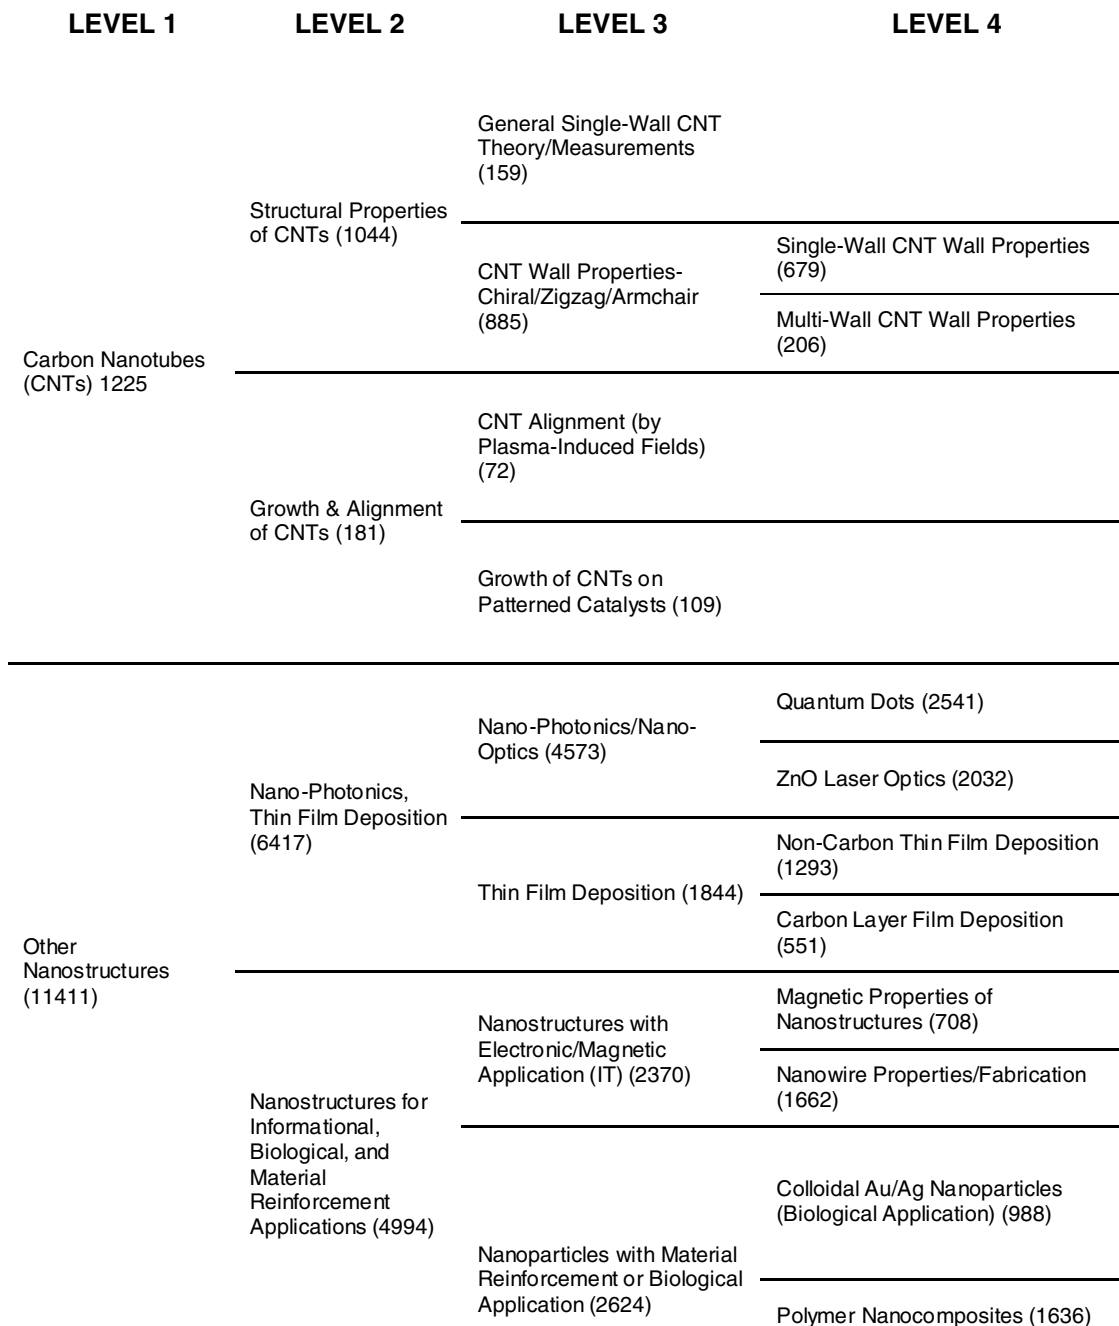 LEVEL 1 LEVEL 2 LEVEL 3 LEVEL 4
General Single-Wall CNT
Theory/Measurements
(159)
Structural Properties
of CNTs (1044)
CNT Wall Properties-
Chiral/Zigzag/Armchair
(885)
Single-Wall CNT Wall Properties
(679)
Multi-Wall CNT Wall Properties
(206)
Carbon Nanotubes
(CNTs) 1225
CNT Alignment (by
Plasma-Induced Fields)
(72)
Growth & Alignment
of CNTs (181)
Growth of CNTs on
Patterned Catalysts (109)
Quantum Dots (2541)
Nano-Photonics/Nano-
Optics (4573)
ZnO Laser Optics (2032)
Nano-Photonics,
Thin Film Deposition
(6417)
Non-Carbon Thin Film Deposition
(1293)
Thin Film Deposition (1844)
Carbon Layer Film Deposition
(551)
Other
Nanostructures
(11411)
Magnetic Properties of
Nanostructures (708)
Nanostructures with
Electronic/Magnetic
Application (IT) (2370)
Nanowire Properties/Fabrication
(1662)
Nanostructures for
Informational,
Biological, and
Material
Reinforcement
Applications (4994)
Colloidal Au/Ag Nanoparticles
(Biological Application) (988)
Nanoparticles with Material
Reinforcement or Biological
Application (2624)
Polymer Nanocomposites (1636)